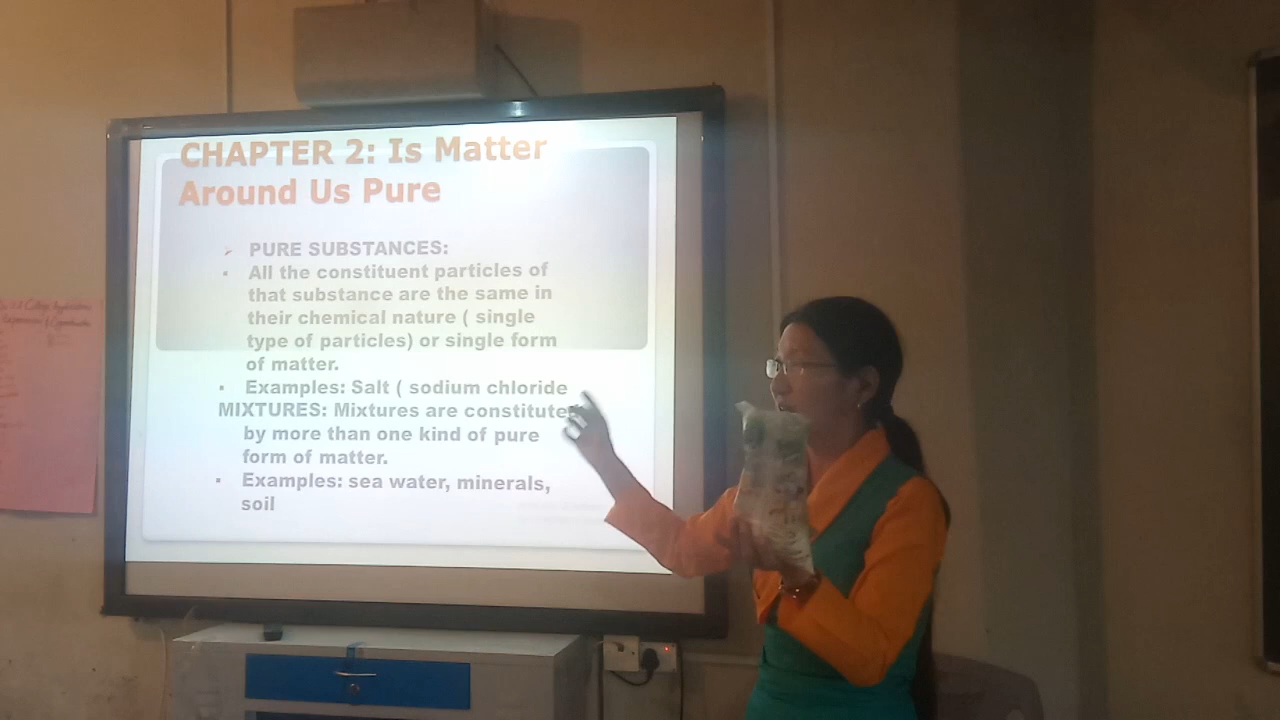 CHAPTER 2: Is Matter
Around Us Pure
PURE SUBSTANCES:
All the constituent particles of
that substance are the same in
their chemical nature ( single
type of particles) or single form
of matter.
Examples: Salt ( sodium chloride
MIXTURES: Mixtures are constitute
by more than one kind of pure
form of matter.
Examples: sea water, minerals,
soil